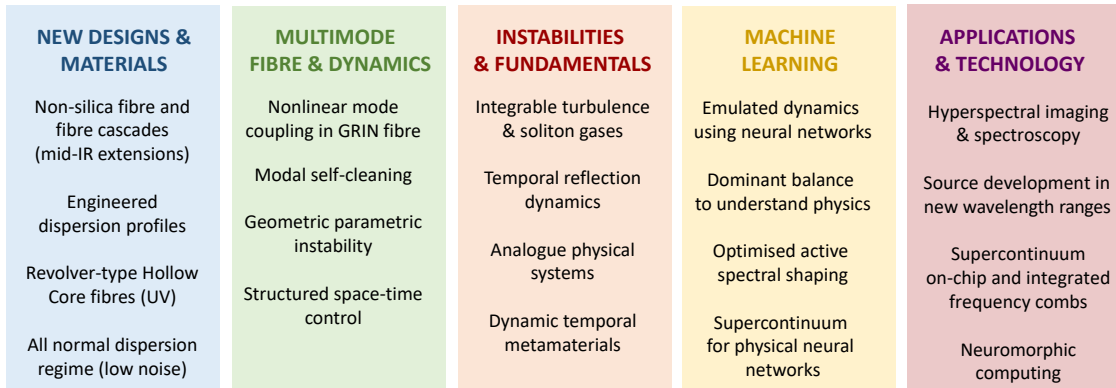 NEW DESIGNS &
MATERIALS
Non-silica fibre and
fibre cascades
(mid-IR extensions)
Engineered
dispersion profiles
Revolver-type Hollow
Core fibres (UV)
All normal dispersion
regime (low noise)
MULTIMODE
FIBRE & DYNAMICS
Nonlinear mode
coupling in GRIN fibre
Modal self-cleaning
Geometric parametric
instability
Structured space-time
control
INSTABILITIES
& FUNDAMENTALS
Integrable turbulence
& soliton gases
Temporal reflection
dynamics
Analogue physical
systems
Dynamic temporal
metamaterials
MACHINE
LEARNING
Emulated dynamics
using neural networks
Dominant balance
to understand physics
Optimised active
spectral shaping
Supercontinuum
for physical neural
networks
APPLICATIONS
& TECHNOLOGY
Hyperspectral imaging
& spectroscopy
Source development in
new wavelength ranges
Supercontinuum
on-chip and integrated
frequency combs
Neuromorphic
computing